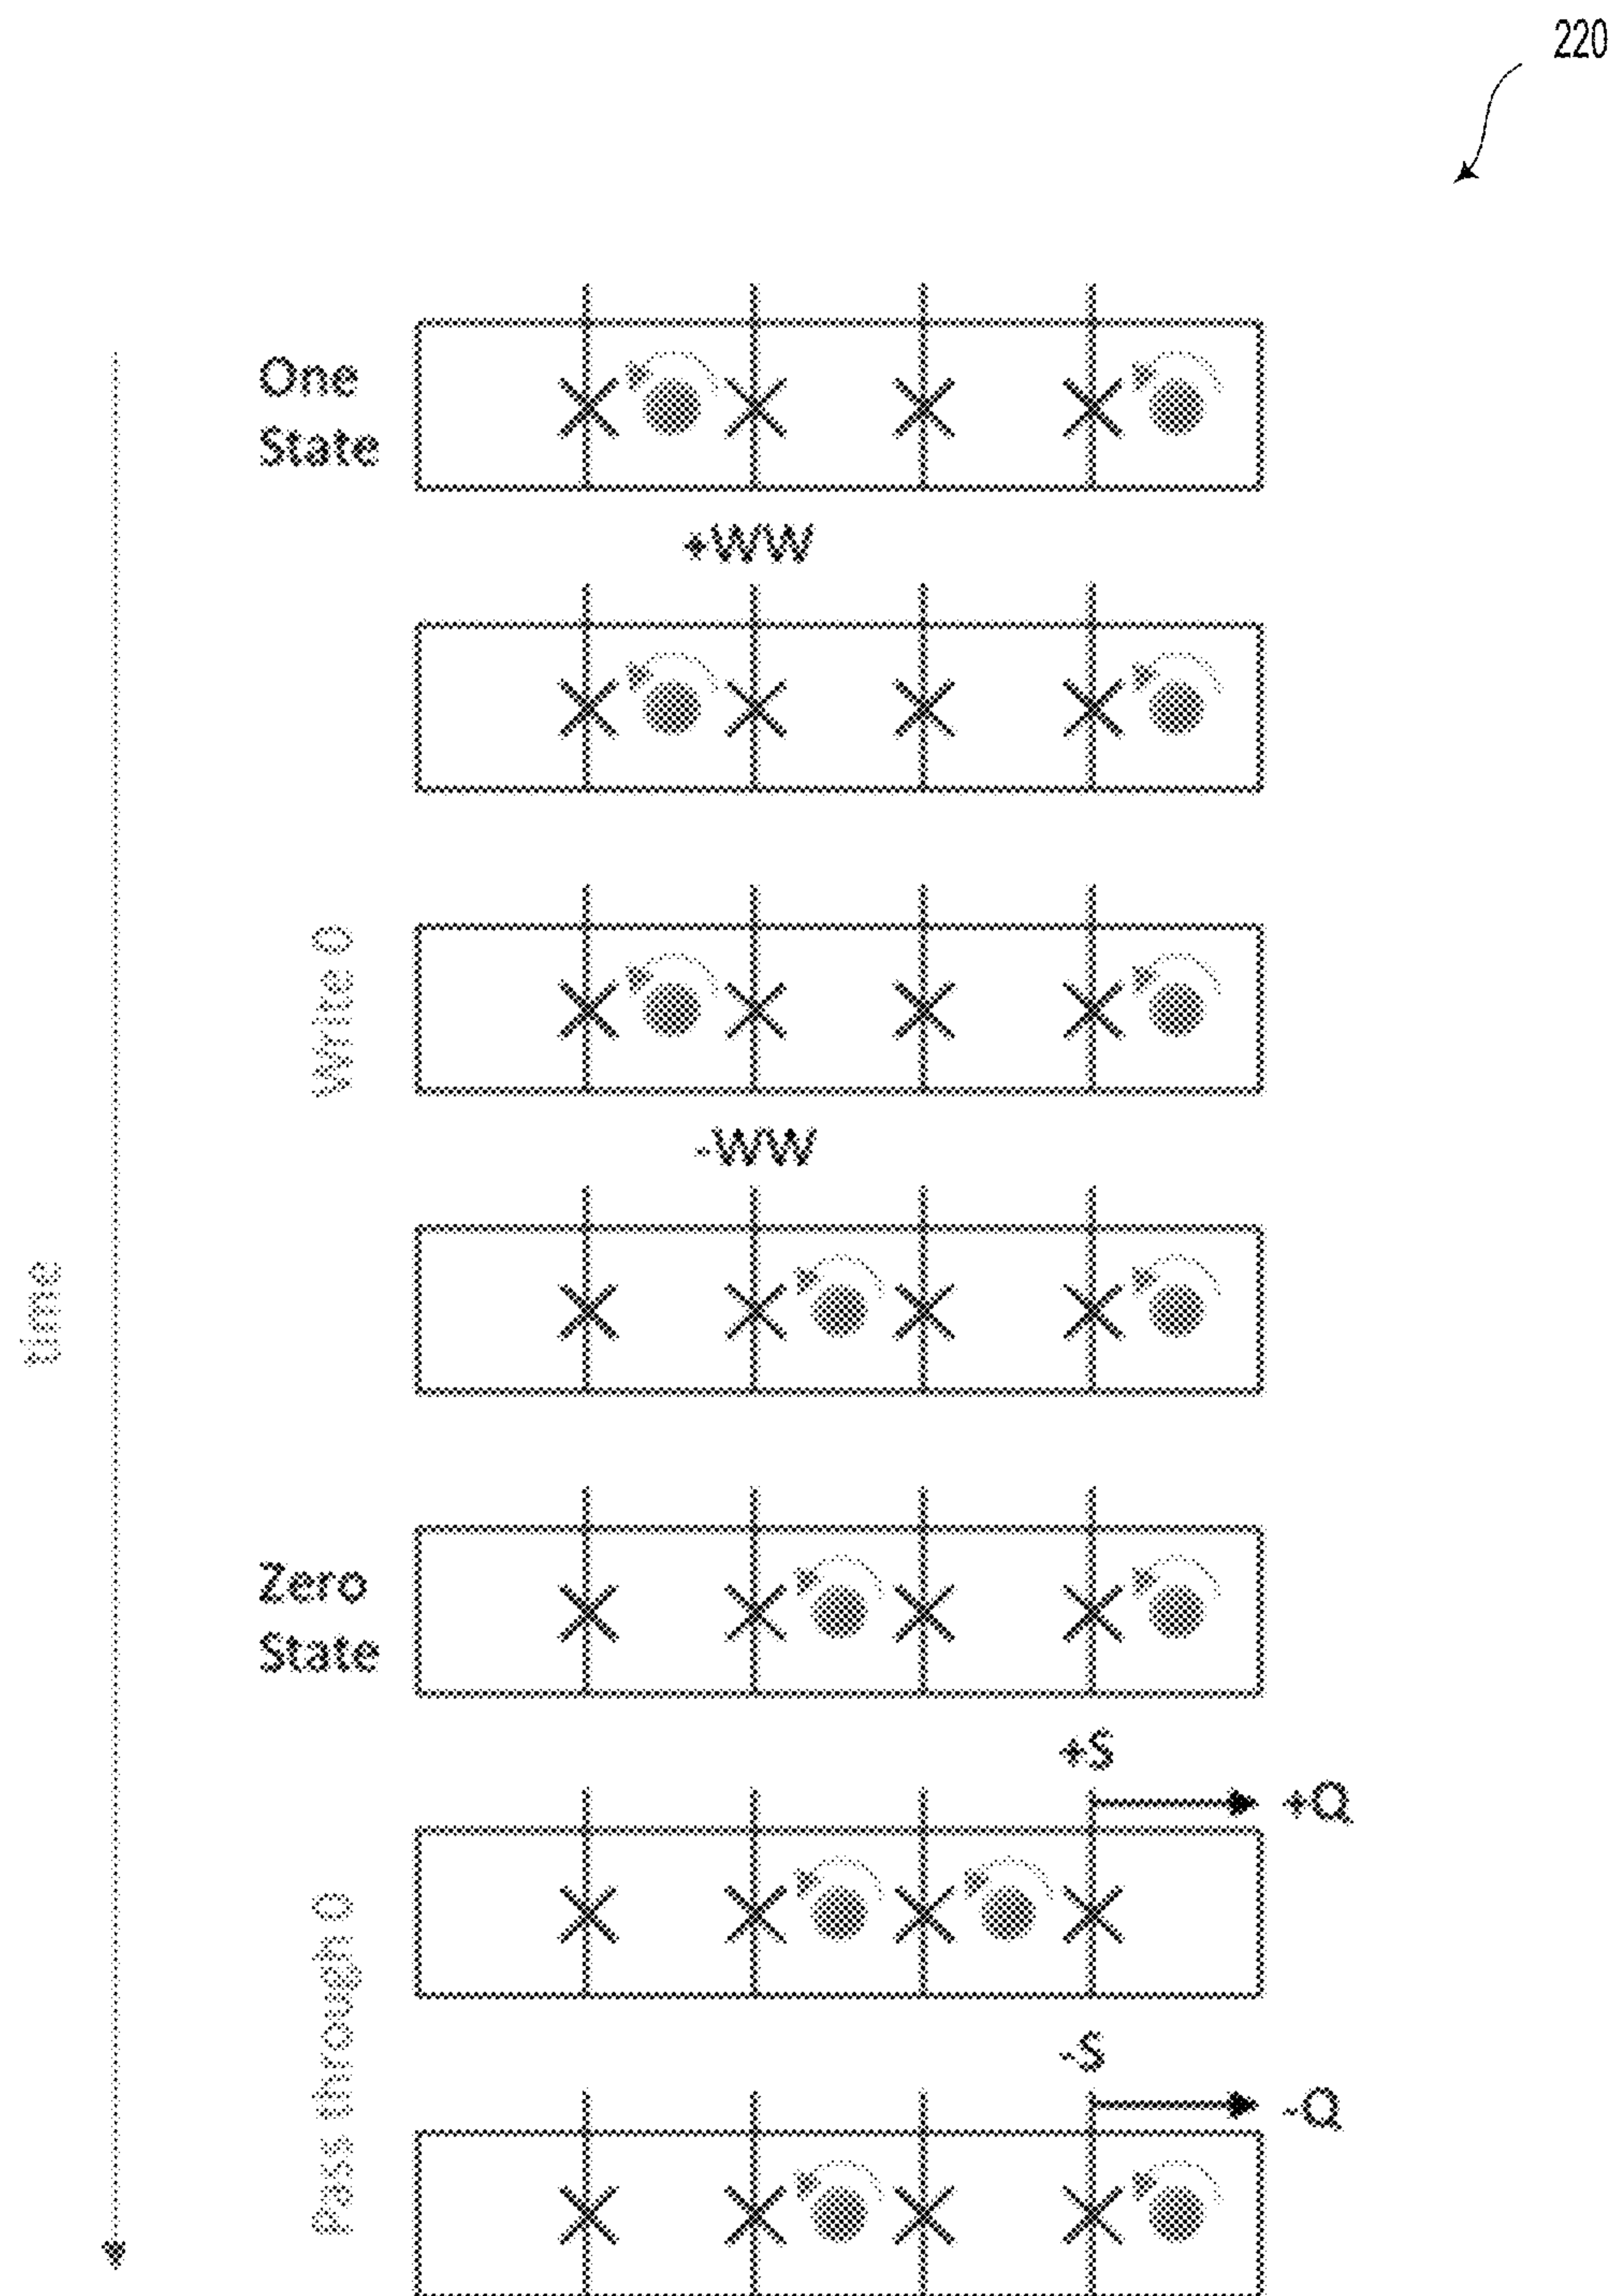 220
One
State
+WW
Write 0
-WW
time
Zero
State
+S
+Q
Pass through 0
-S
-Q